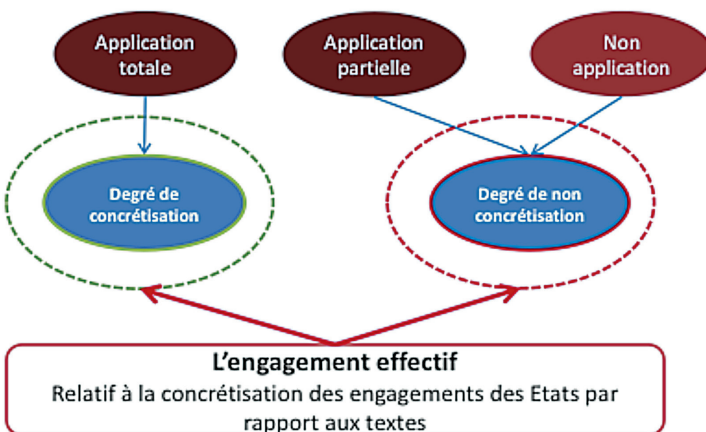 Application
totale
Application
partielle
Non
application
Degré de
concrétisation
Degré de non
concrétisation
L'engagement effectif
Relatif à la concrétisation des engagements des Etats par
rapport aux textes